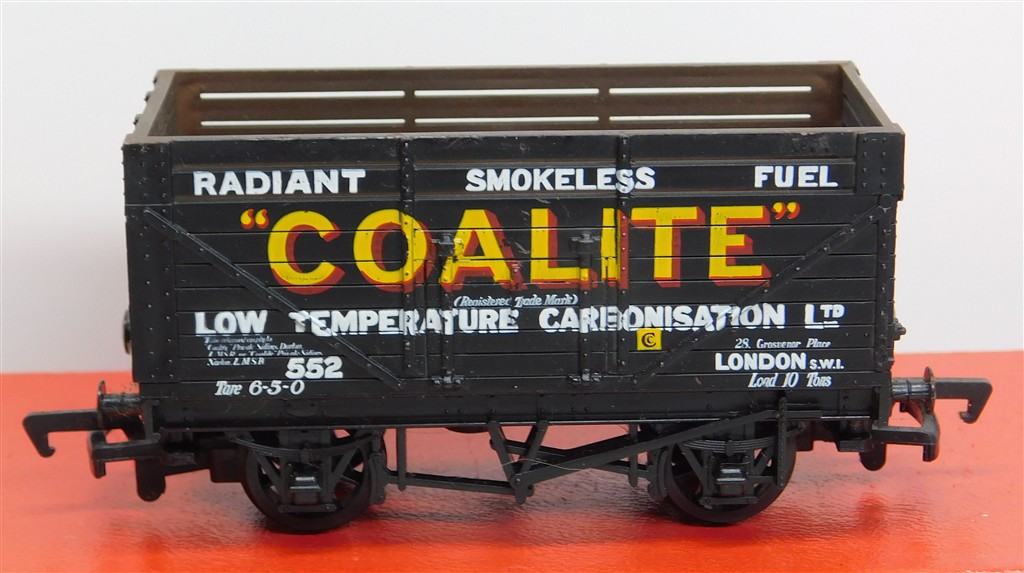 RADIANT SMOKELESS FUEL
“COALITE”
(Registered Trade Mark)
LOW TEMPERATURE CARBONISATION LTD
28, Grosvenor Place
LONDON S.W.1.
Load 10 Tons
C C
L.M.S.R.
L.M.S.R.
552
Tare 6-5-0